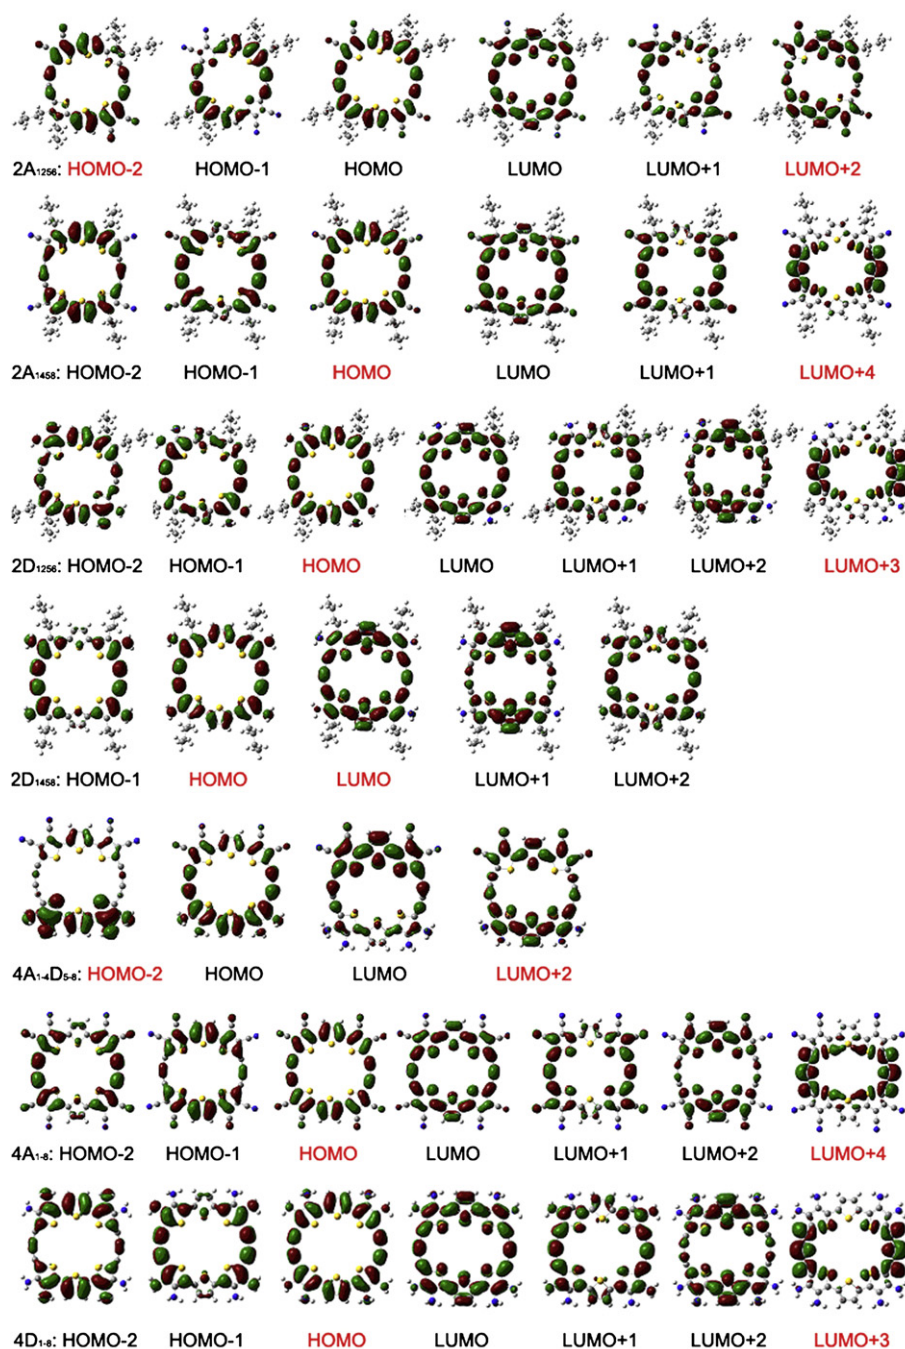 2A₁₂₅₆: HOMO-2 HOMO-1 HOMO LUMO LUMO+1 LUMO+2
2A₁₄₅₈: HOMO-2 HOMO-1 HOMO LUMO LUMO+1 LUMO+4
2D₁₂₅₆: HOMO-2 HOMO-1 HOMO LUMO LUMO+1 LUMO+2 LUMO+3
2D₁₄₅₈: HOMO-1 HOMO LUMO LUMO+1 LUMO+2
4A₁₋₄D₅₋₈: HOMO-2 HOMO LUMO LUMO+2
4A₁₋₈: HOMO-2 HOMO-1 HOMO LUMO LUMO+1 LUMO+2 LUMO+4
4D₁₋₈: HOMO-2 HOMO-1 HOMO LUMO LUMO+1 LUMO+2 LUMO+3